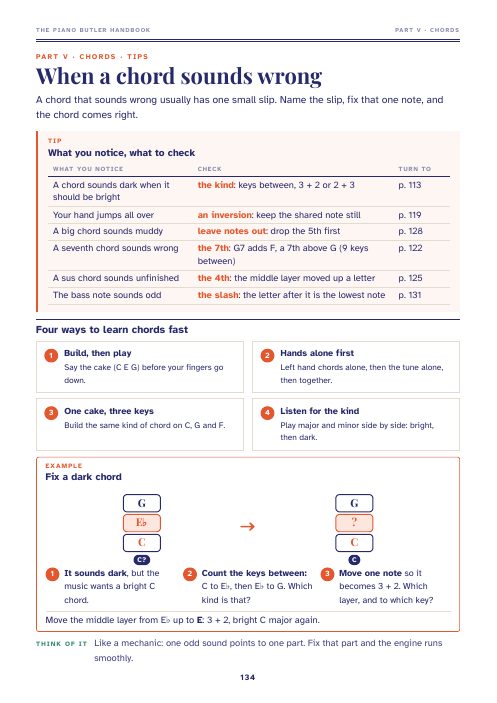 THE PIANO BUTLER HANDBOOK
PART V · CHORDS
PART V · CHORDS · TIPS
When a chord sounds wrong
A chord that sounds wrong usually has one small slip. Name the slip, fix that one note, and
the chord comes right.
TIP
What you notice, what to check
WHAT YOU NOTICE CHECK TURN TO
A chord sounds dark when it the kind: keys between, 3 + 2 or 2 + 3 p. 113
should be bright
Your hand jumps all over an inversion: keep the shared note still p. 119
A big chord sounds muddy leave notes out: drop the 5th first p. 128
A seventh chord sounds wrong the 7th: G7 adds F, a 7th above G (9 keys p. 122
between)
A sus chord sounds unfinished the 4th: the middle layer moved up a letter p. 125
The bass note sounds odd the slash: the letter after it is the lowest note p. 131
Four ways to learn chords fast
1 Build, then play
Say the cake (C E G) before your fingers go
down.
2 Hands alone first
Left hand chords alone, then the tune alone,
then together.
3 One cake, three keys
Build the same kind of chord on C, G and F.
4 Listen for the kind
Play major and minor side by side: bright,
then dark.
EXAMPLE
Fix a dark chord
G
E♭
C
C?
→
G
?
C
C
1 It sounds dark, but the
music wants a bright C
chord.
2 Count the keys between:
C to E♭, then E♭ to G. Which
kind is that?
3 Move one note so it
becomes 3 + 2. Which
layer, and to which key?
Move the middle layer from E♭ up to E: 3 + 2, bright C major again.
THINK OF IT Like a mechanic: one odd sound points to one part. Fix that part and the engine runs
smoothly.
134